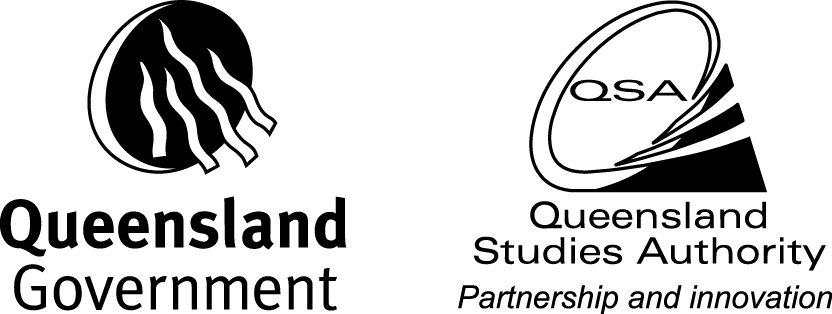 Queensland
Government
QSA
Queensland
Studies Authority
Partnership and innovation